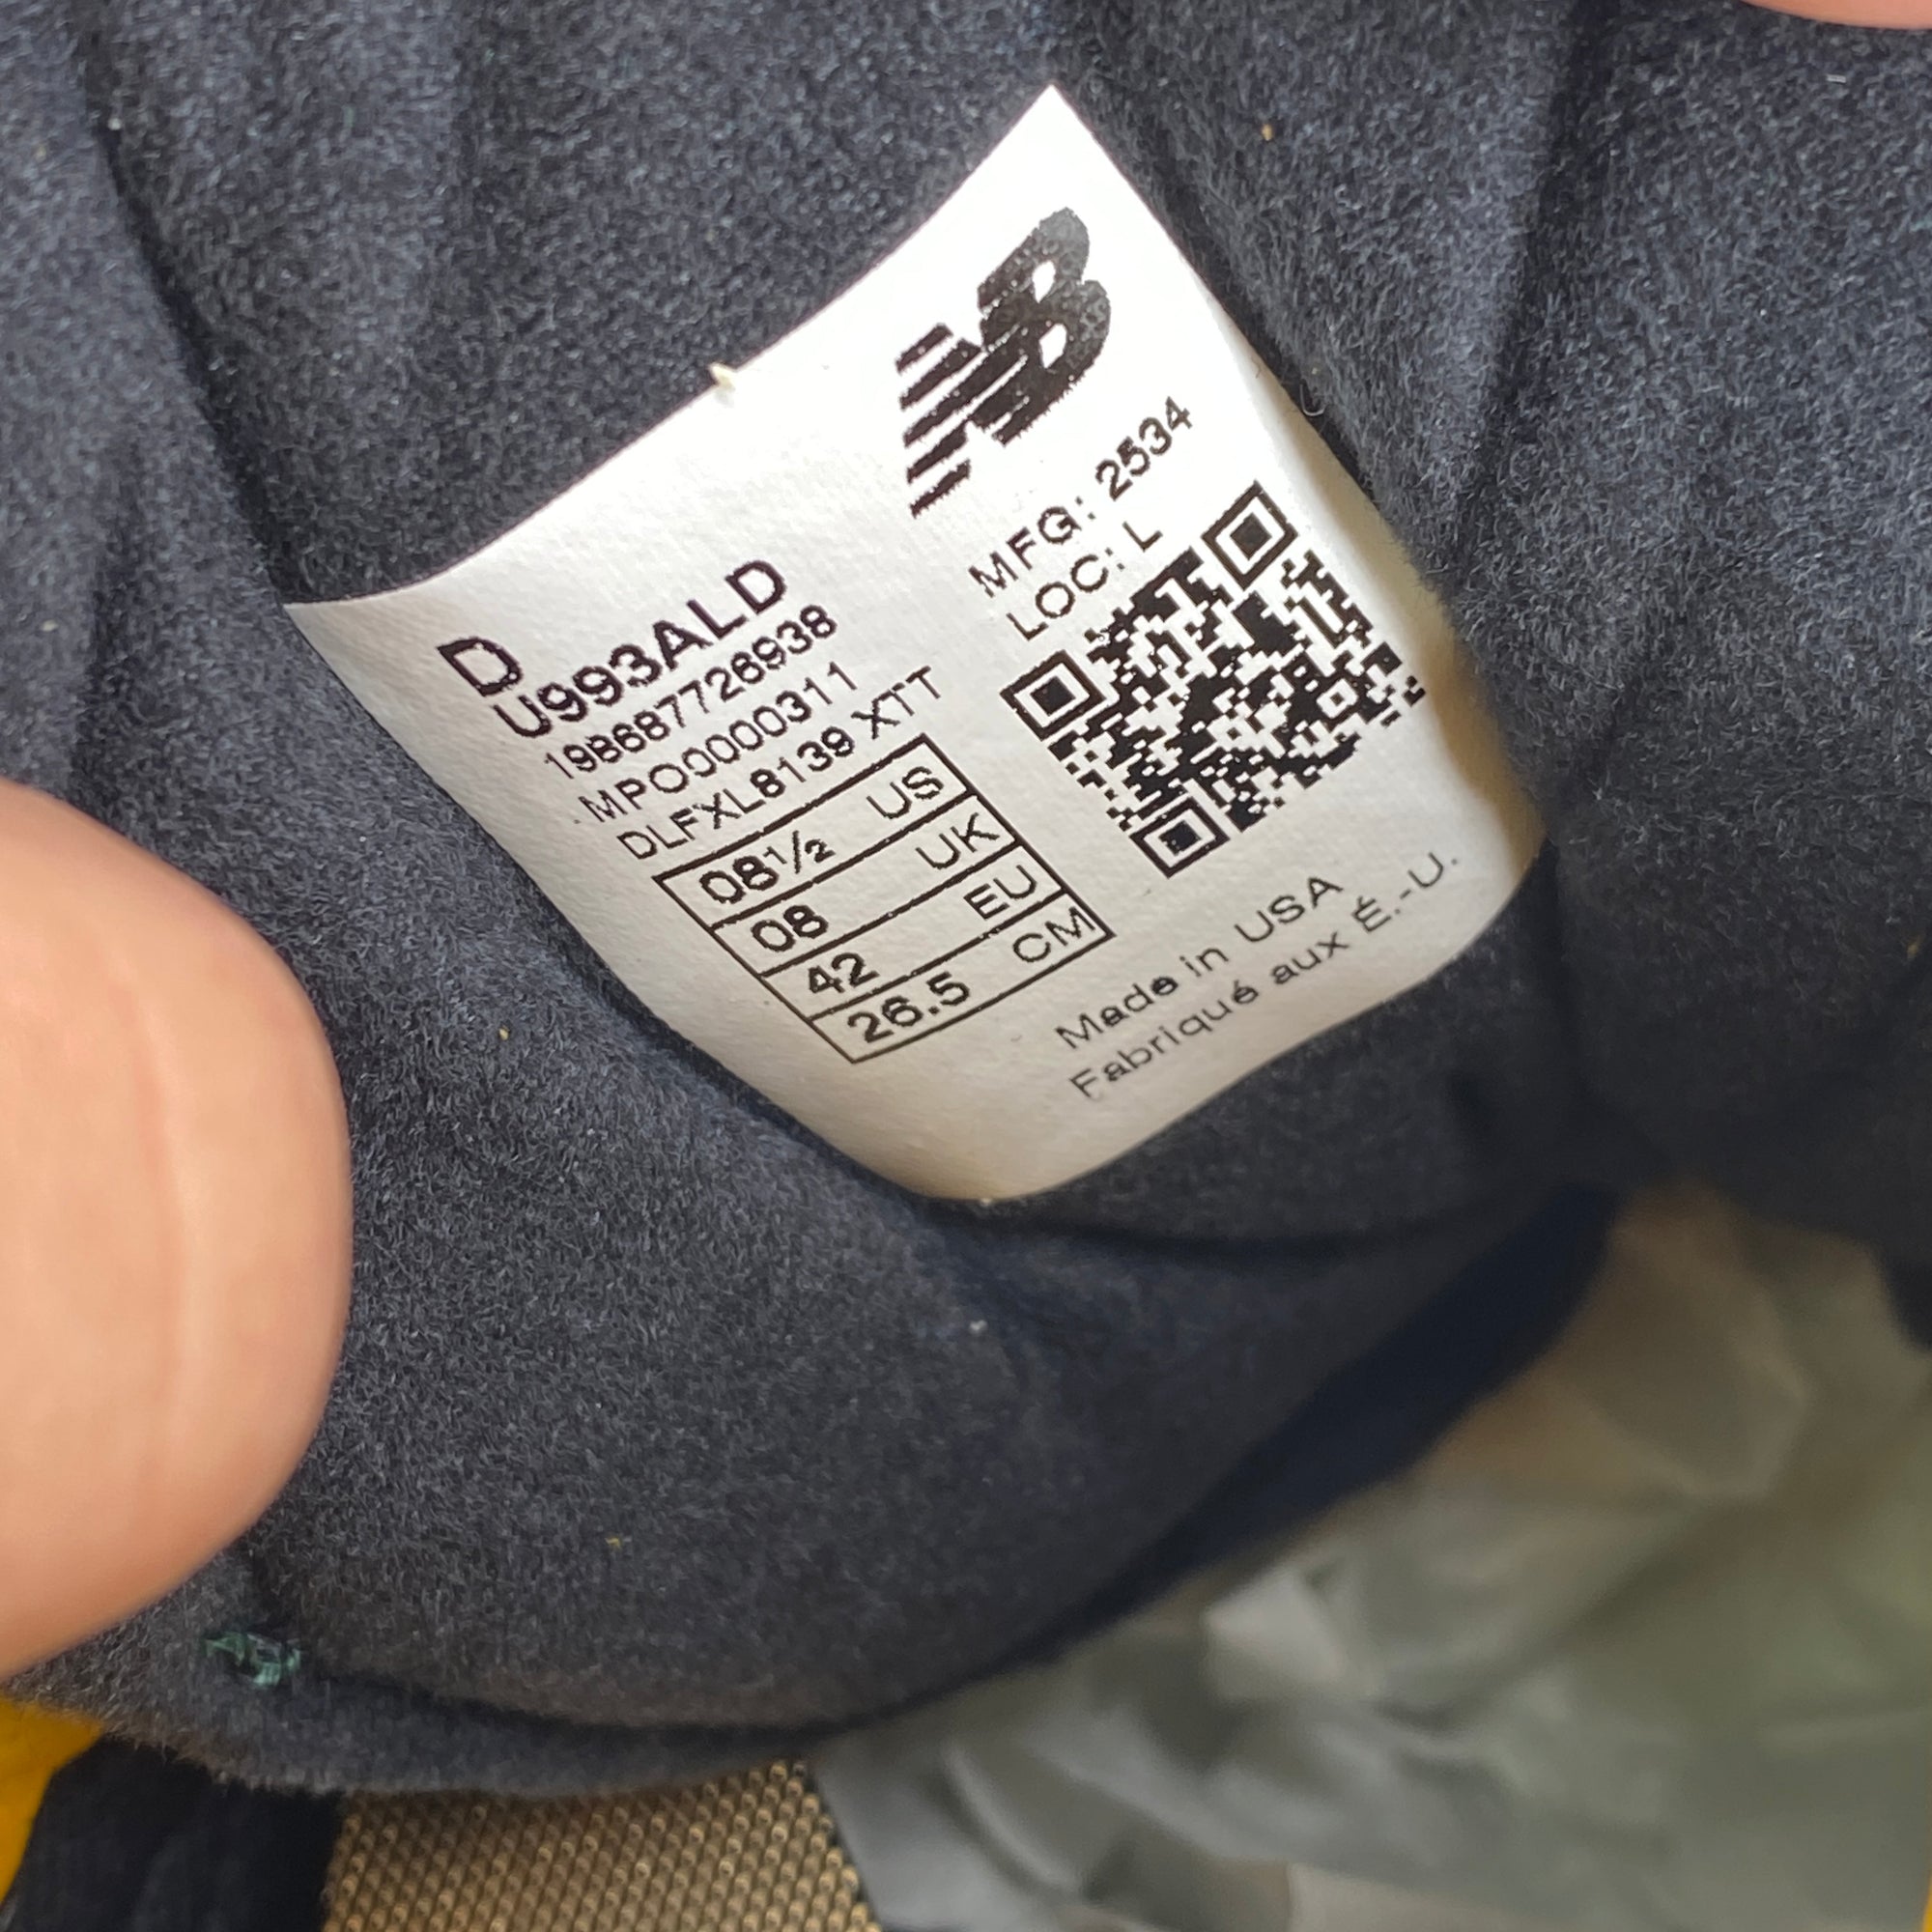 NB
D
U993ALD
198687726938
MPO0000311
DLFXL8139 XTT
08½ US
08 UK
42 EU
26.5 CM
MFG: 2534
LOC: L
Made in USA
Fabriqué aux É.-U.